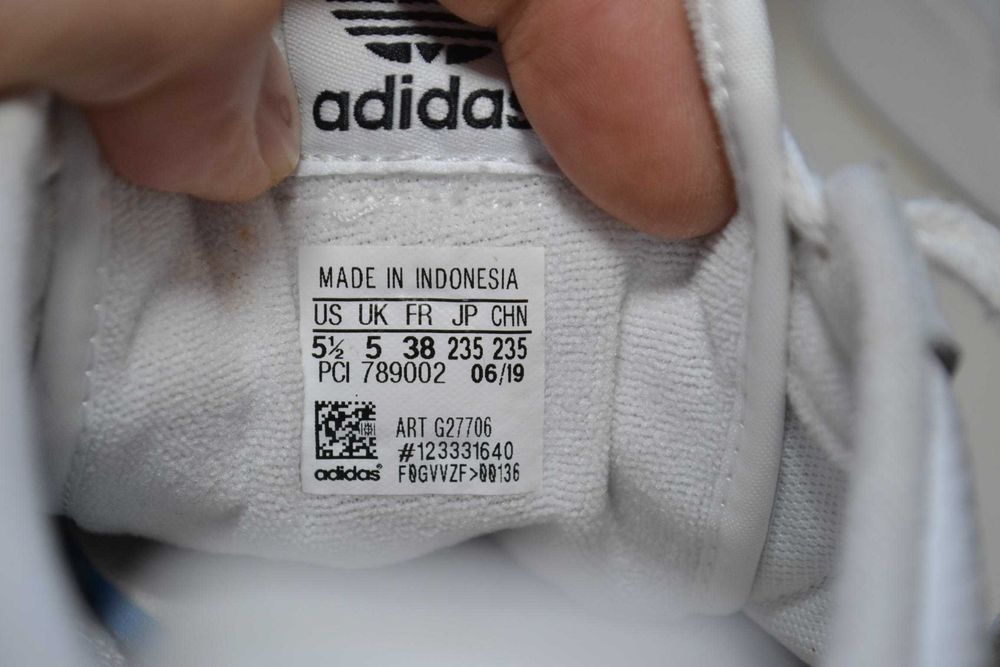 adidas
MADE IN INDONESIA
US UK FR JP CHN
5½ 5 38 235 235
PCI 789002 06/19
ART G27706
#123331640
adidas
F0GVVZF>00136